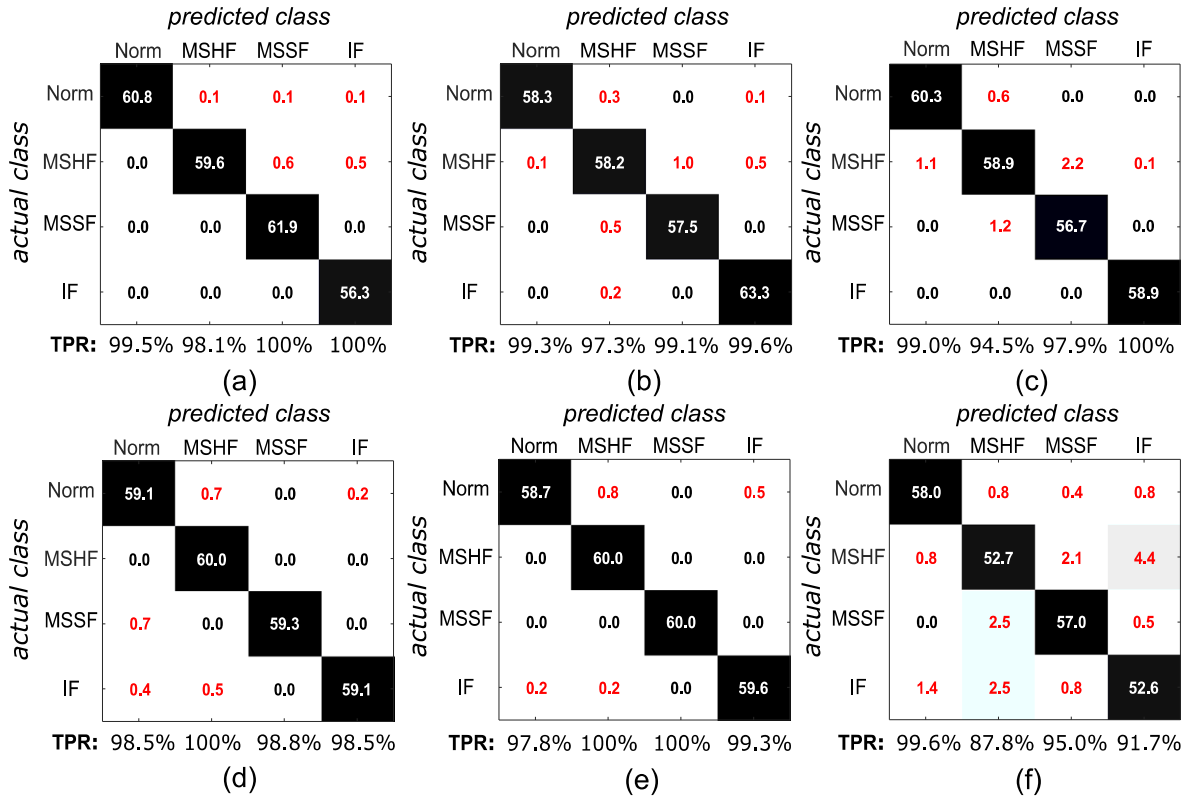 predicted class predicted class predicted class
Norm MSHF MSSF IF Norm MSHF MSSF IF Norm MSHF MSSF IF
actual class actual class actual class
Norm 60.8 0.1 0.1 0.1 Norm 58.3 0.3 0.0 0.1 Norm 60.3 0.6 0.0 0.0
MSHF 0.0 59.6 0.6 0.5 MSHF 0.1 58.2 1.0 0.5 MSHF 1.1 58.9 2.2 0.1
MSSF 0.0 0.0 61.9 0.0 MSSF 0.0 0.5 57.5 0.0 MSSF 0.0 1.2 56.7 0.0
IF 0.0 0.0 0.0 56.3 IF 0.0 0.2 0.0 63.3 IF 0.0 0.0 0.0 58.9
TPR: 99.5% 98.1% 100% 100% TPR: 99.3% 97.3% 99.1% 99.6% TPR: 99.0% 94.5% 97.9% 100%
(a) (b) (c)
predicted class predicted class predicted class
Norm MSHF MSSF IF Norm MSHF MSSF IF Norm MSHF MSSF IF
actual class actual class actual class
Norm 59.1 0.7 0.0 0.2 Norm 58.7 0.8 0.0 0.5 Norm 58.0 0.8 0.4 0.8
MSHF 0.0 60.0 0.0 0.0 MSHF 0.0 60.0 0.0 0.0 MSHF 0.8 52.7 2.1 4.4
MSSF 0.7 0.0 59.3 0.0 MSSF 0.0 0.0 60.0 0.0 MSSF 0.0 2.5 57.0 0.5
IF 0.4 0.5 0.0 59.1 IF 0.2 0.2 0.0 59.6 IF 1.4 2.5 0.8 52.6
TPR: 98.5% 100% 98.8% 98.5% TPR: 97.8% 100% 100% 99.3% TPR: 99.6% 87.8% 95.0% 91.7%
(d) (e) (f)